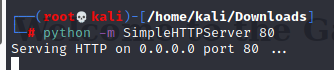 ┌──(root💀kali)-[/home/kali/Downloads]
└─# python -m SimpleHTTPServer 80
Serving HTTP on 0.0.0.0 port 80 ...